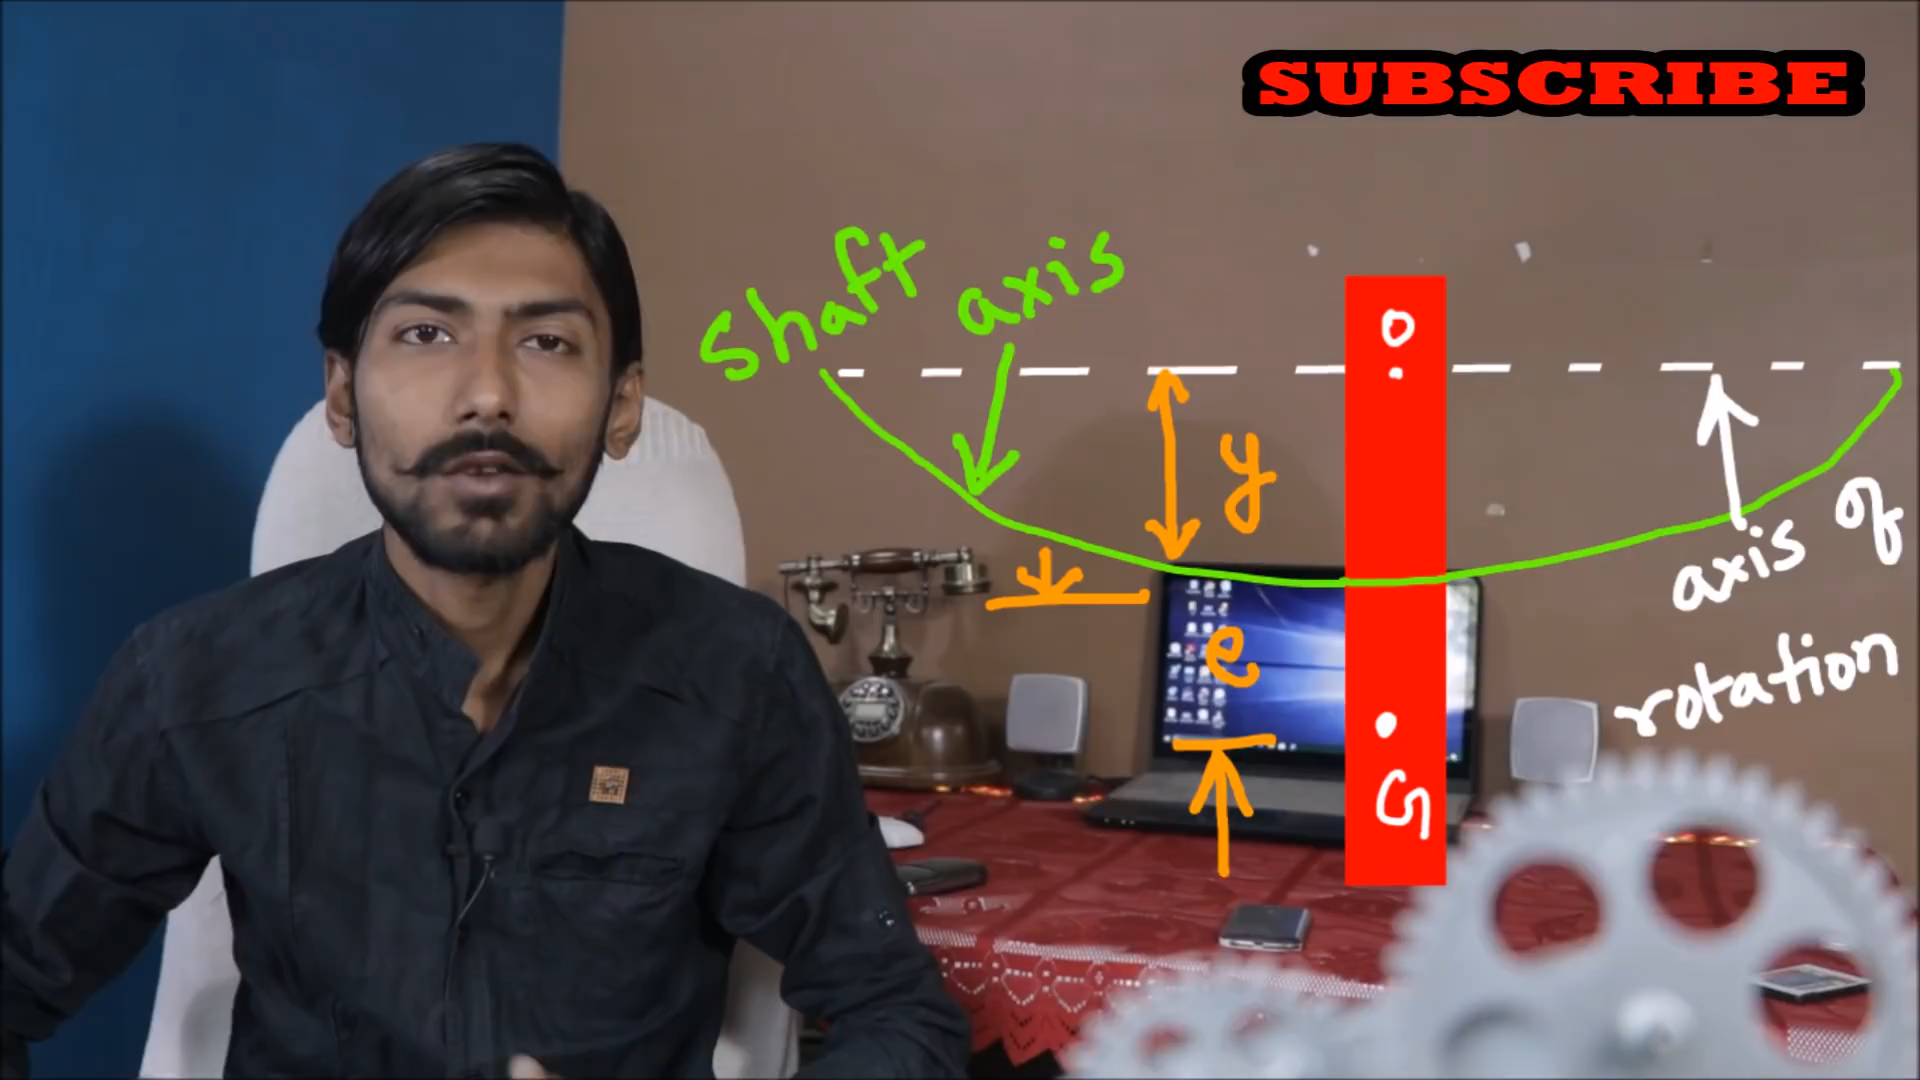 SUBSCRIBE
shaft axis
O
y
axis of
rotation
e
G